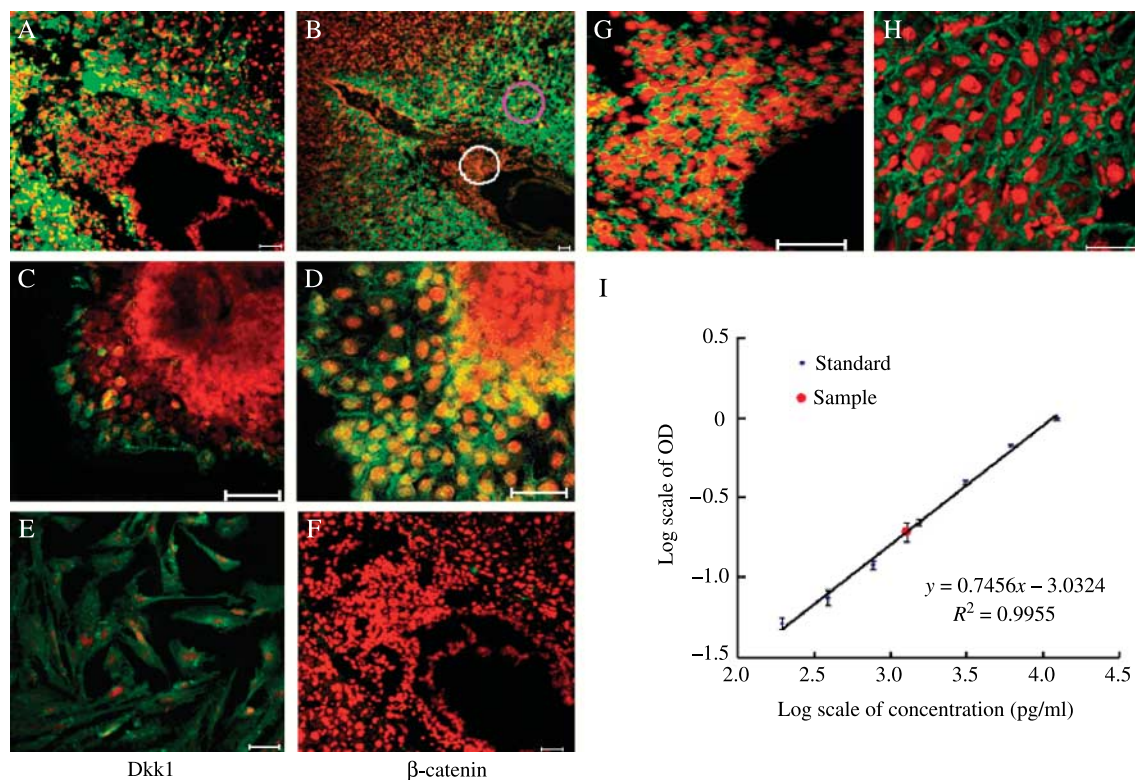 A
B
G
H
C
D
I
E
F
0.5
0
−0.5
−1.0
−1.5
Log scale of OD
Standard
Sample
y = 0.7456x − 3.0324
R² = 0.9955
2.0 2.5 3.0 3.5 4.0 4.5
Log scale of concentration (pg/ml)
Dkk1
β-catenin